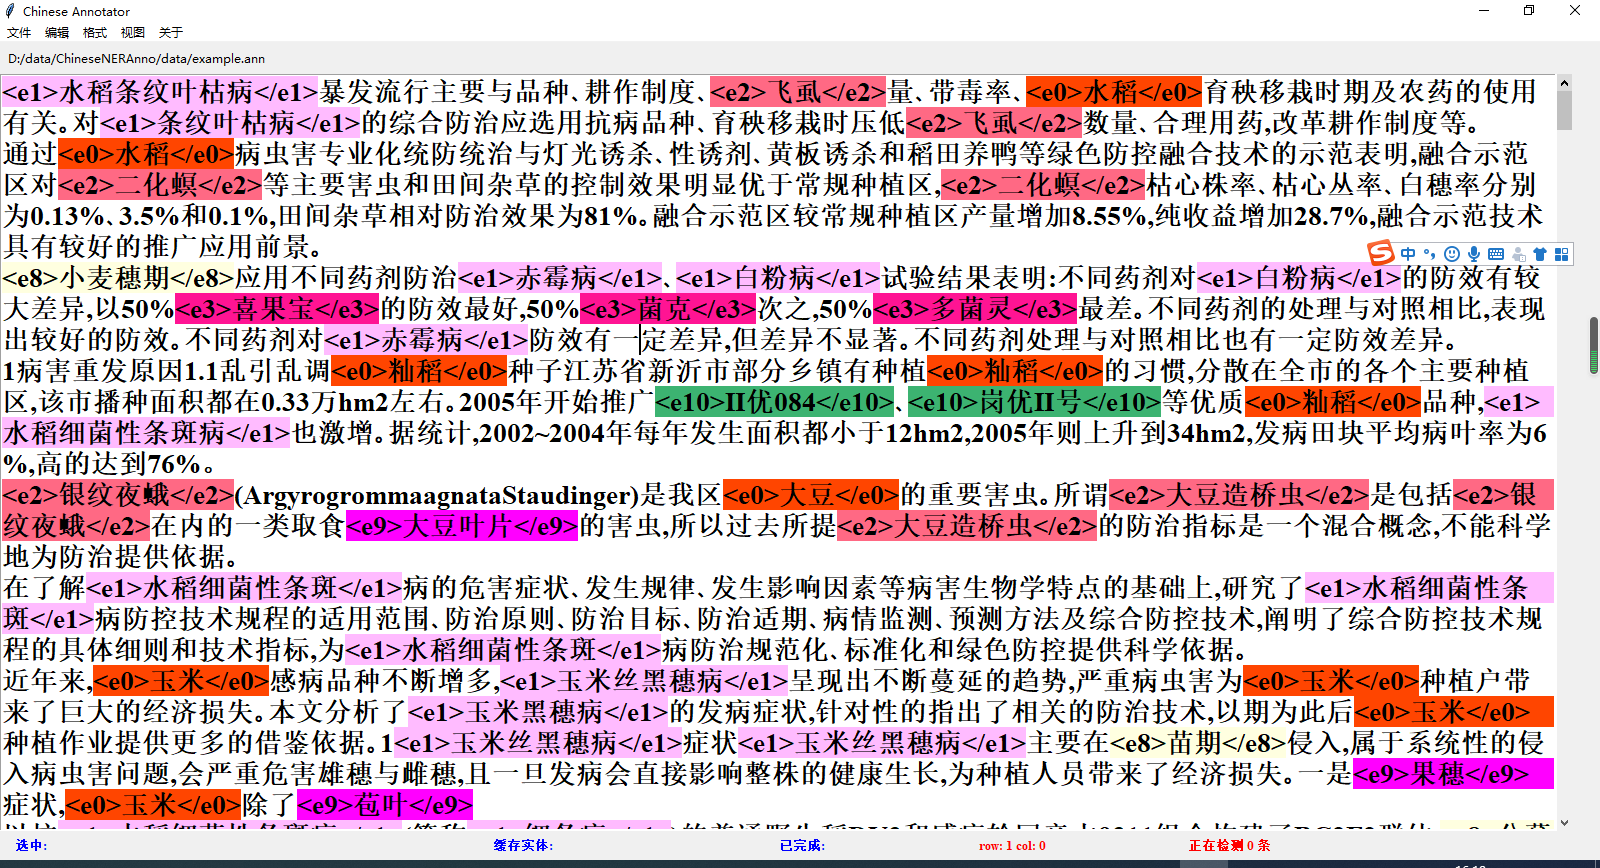 Chinese Annotator
文件 编辑 格式 视图 关于
D:/data/ChineseNERAnno/data/example.ann
<e1>水稻条纹叶枯病</e1>暴发流行主要与品种、耕作制度、<e2>飞虱</e2>量、带毒率、<e0>水稻</e0>育秧移栽时期及农药的使用
有关。对<e1>条纹叶枯病</e1>的综合防治应选用抗病品种、育秧移栽时压低<e2>飞虱</e2>数量、合理用药,改革耕作制度等。
通过<e0>水稻</e0>病虫害专业化统防统治与灯光诱杀、性诱剂、黄板诱杀和稻田养鸭等绿色防控融合技术的示范表明,融合示范
区对<e2>二化螟</e2>等主要害虫和田间杂草的控制效果明显优于常规种植区,<e2>二化螟</e2>枯心株率、枯心丛率、白穗率分别
为0.13%、3.5%和0.1%,田间杂草相对防治效果为81%。融合示范区较常规种植区产量增加8.55%,纯收益增加28.7%,融合示范技术
具有较好的推广应用前景。
中
<e8>小麦穗期</e8>应用不同药剂防治<e1>赤霉病</e1>、<e1>白粉病</e1>试验结果表明:不同药剂对<e1>白粉病</e1>的防效有较
大差异,以50%<e3>喜果宝</e3>的防效最好,50%<e3>菌克</e3>次之,50%<e3>多菌灵</e3>最差。不同药剂的处理与对照相比,表现
出较好的防效。不同药剂对<e1>赤霉病</e1>防效有一定差异,但差异不显著。不同药剂处理与对照相比也有一定防效差异。
1病害重发原因1.1乱引乱调<e0>籼稻</e0>种子江苏省新沂市部分乡镇有种植<e0>籼稻</e0>的习惯,分散在全市的各个主要种植
区,该市播种面积都在0.33万hm2左右。2005年开始推广<e10>II优084</e10>、<e10>岗优II号</e10>等优质<e0>籼稻</e0>品种,<e1>
水稻细菌性条斑病</e1>也激增。据统计,2002~2004年每年发生面积都小于12hm2,2005年则上升到34hm2,发病田块平均病叶率为6
%,高的达到76%。
<e2>银纹夜蛾</e2>(ArgyrogrommaagnataStaudinger)是我区<e0>大豆</e0>的重要害虫。所谓<e2>大豆造桥虫</e2>是包括<e2>银
纹夜蛾</e2>在内的一类取食<e9>大豆叶片</e9>的害虫,所以过去所提<e2>大豆造桥虫</e2>的防治指标是一个混合概念,不能科学
地为防治提供依据。
在了解<e1>水稻细菌性条斑</e1>病的危害症状、发生规律、发生影响因素等病害生物学特点的基础上,研究了<e1>水稻细菌性条
斑</e1>病防控技术规程的适用范围、防治原则、防治目标、防治适期、病情监测、预测方法及综合防控技术,阐明了综合防控技术规
程的具体细则和技术指标,为<e1>水稻细菌性条斑</e1>病防治规范化、标准化和绿色防控提供科学依据。
近年来,<e0>玉米</e0>感病品种不断增多,<e1>玉米丝黑穗病</e1>呈现出不断蔓延的趋势,严重病虫害为<e0>玉米</e0>种植户带
来了巨大的经济损失。本文分析了<e1>玉米黑穗病</e1>的发病症状,针对性的指出了相关的防治技术,以期为此后<e0>玉米</e0>
种植作业提供更多的借鉴依据。1<e1>玉米丝黑穗病</e1>症状<e1>玉米丝黑穗病</e1>主要在<e8>苗期</e8>侵入,属于系统性的侵
入病虫害问题,会严重危害雄穗与雌穗,且一旦发病会直接影响整株的健康生长,为种植人员带来了经济损失。一是<e9>果穗</e9>
症状,<e0>玉米</e0>除了<e9>苞叶</e9>
选中: 缓存实体: 已完成: row: 1 col: 0 正在检测 0 条